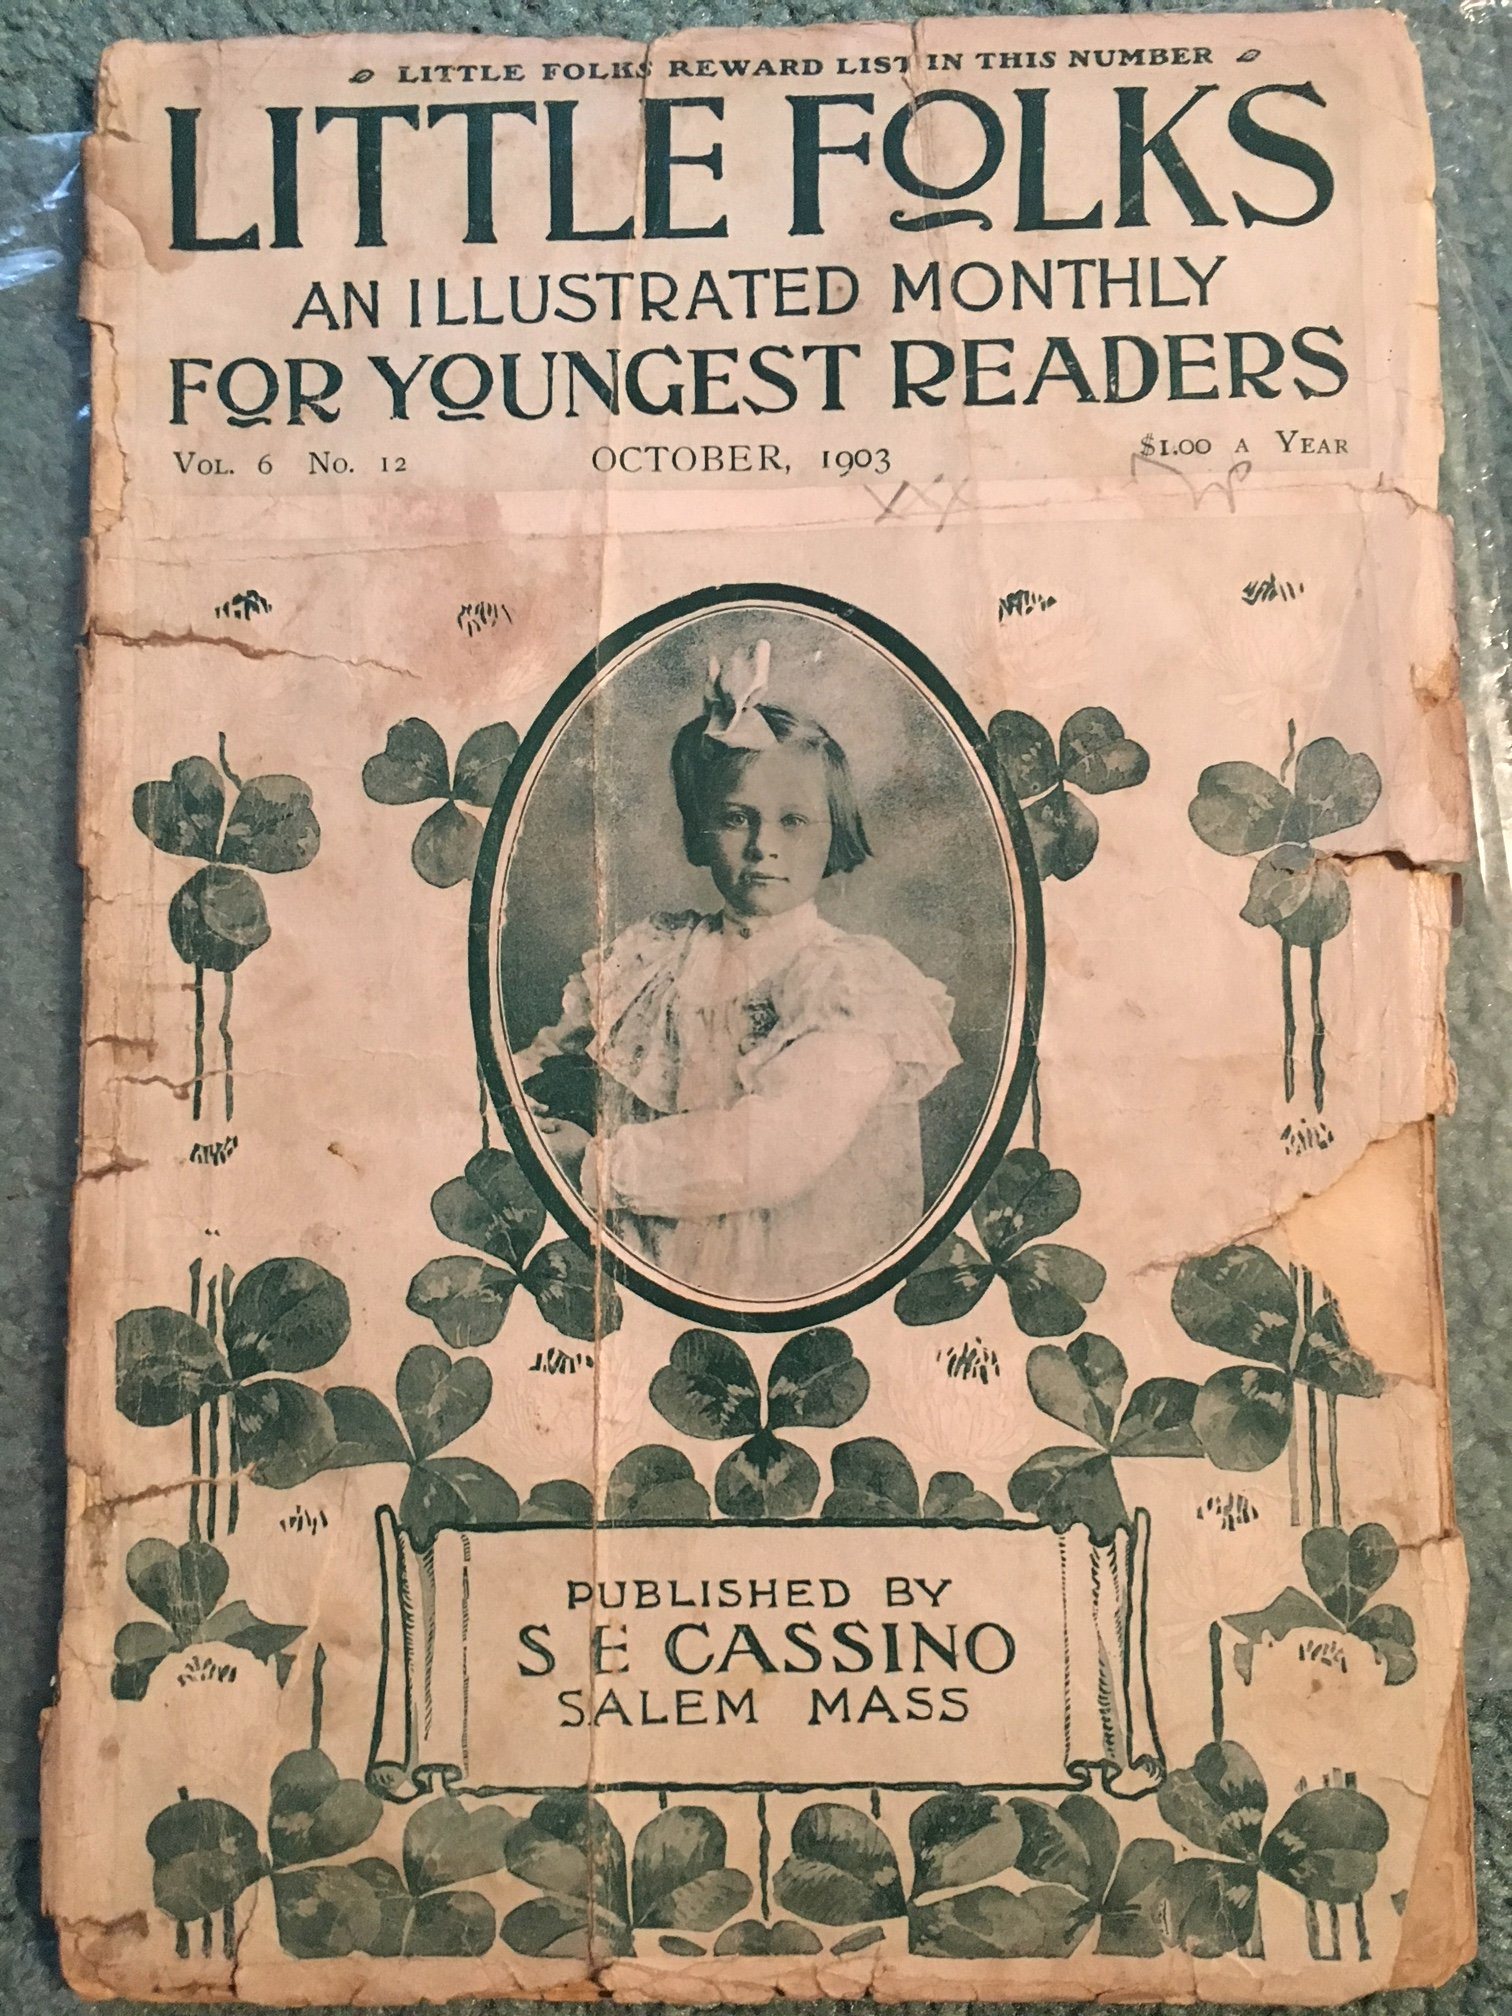 LITTLE FOLKS REWARD LIST IN THIS NUMBER
LITTLE FOLKS
AN ILLUSTRATED MONTHLY
FOR YOUNGEST READERS
VOL. 6 NO. 12 OCTOBER, 1903 $1.00 A YEAR
XXX
PUBLISHED BY
S E CASSINO
SALEM MASS